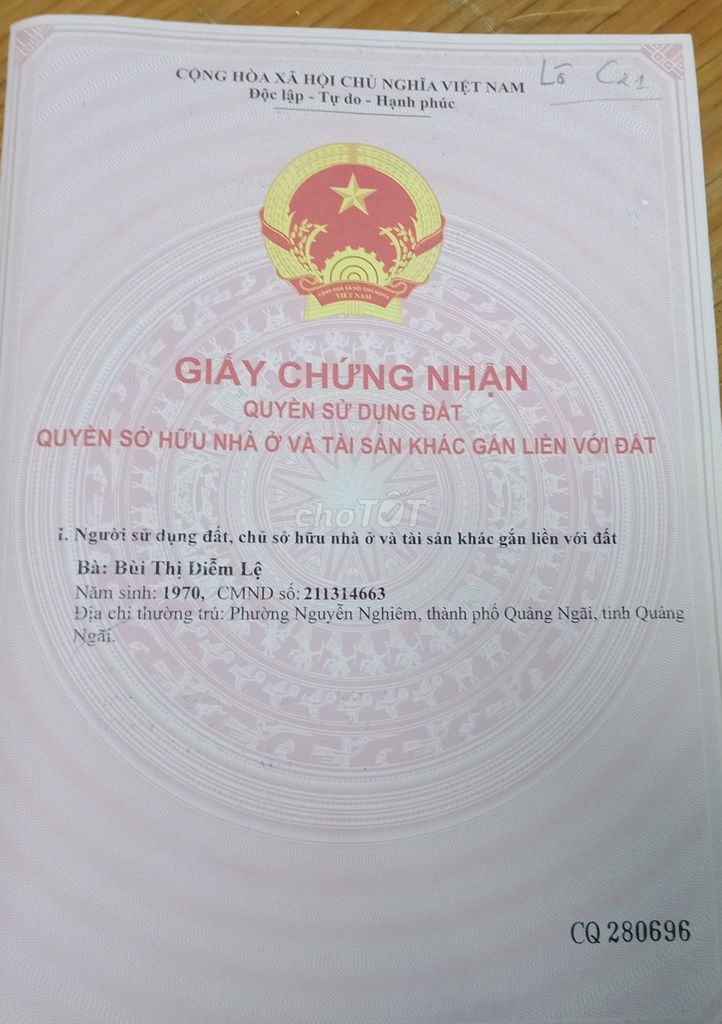 CỘNG HÒA XÃ HỘI CHỦ NGHĨA VIỆT NAM
Độc lập - Tự do - Hạnh phúc
Lô C21
CỘNG HÒA XÃ HỘI CHỦ NGHĨA
VIỆT NAM
GIẤY CHỨNG NHẬN
QUYỀN SỬ DỤNG ĐẤT
QUYỀN SỞ HỮU NHÀ Ở VÀ TÀI SẢN KHÁC GẮN LIỀN VỚI ĐẤT
choTỐT
I. Người sử dụng đất, chủ sở hữu nhà ở và tài sản khác gắn liền với đất
Bà: Bùi Thị Diễm Lệ
Năm sinh: 1970, CMND số: 211314663
Địa chỉ thường trú: Phường Nguyễn Nghiêm, thành phố Quảng Ngãi, tỉnh Quảng
Ngãi.
CQ 280696